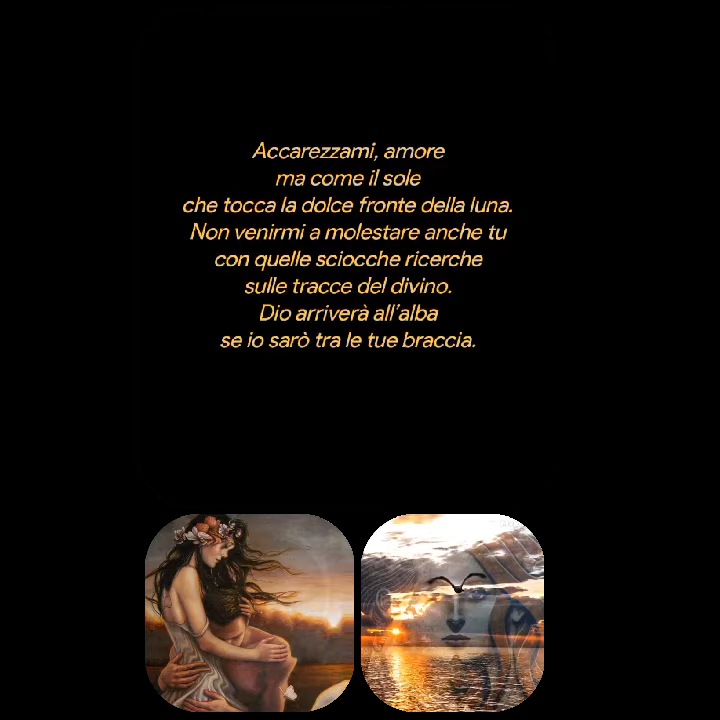 Accarezzami, amore
ma come il sole
che tocca la dolce fronte della luna.
Non venirmi a molestare anche tu
con quelle sciocche ricerche
sulle tracce del divino.
Dio arriverà all'alba
se io sarò tra le tue braccia.